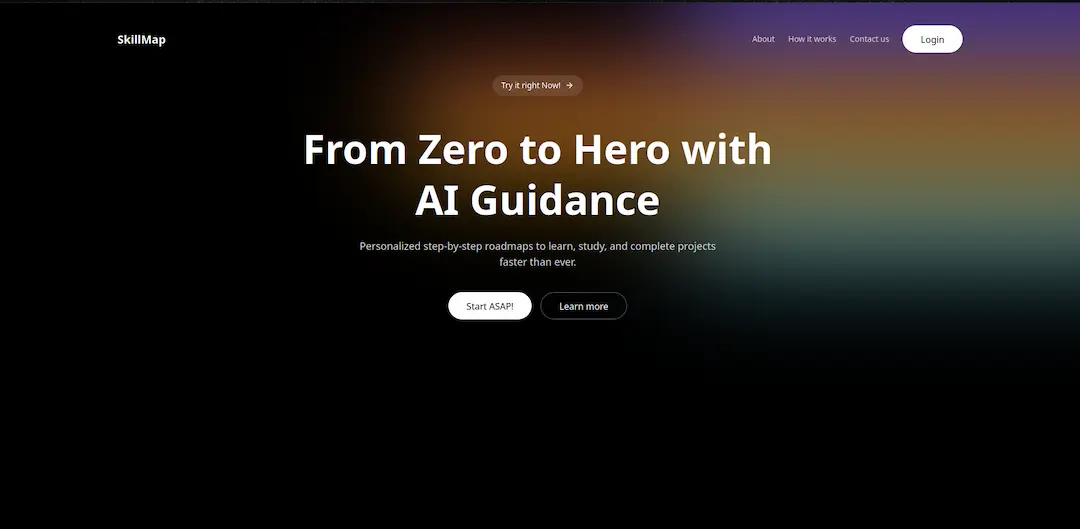 SkillMap
About
How it works
Contact us
Login
Try it right Now! →
From Zero to Hero with
AI Guidance
Personalized step-by-step roadmaps to learn, study, and complete projects
faster than ever.
Start ASAP!
Learn more